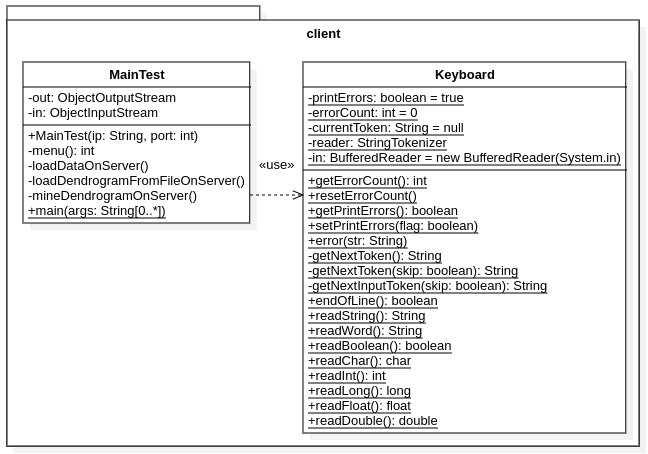 client
MainTest
-out: ObjectOutputStream
-in: ObjectInputStream
+MainTest(ip: String, port: int)
-menu(): int
-loadDataOnServer()
-loadDendrogramFromFileOnServer()
-mineDendrogramOnServer()
+main(args: String[0..*])
«use»
Keyboard
-printErrors: boolean = true
-errorCount: int = 0
-currentToken: String = null
-reader: StringTokenizer
-in: BufferedReader = new BufferedReader(System.in)
+getErrorCount(): int
+resetErrorCount()
+getPrintErrors(): boolean
+setPrintErrors(flag: boolean)
+error(str: String)
-getNextToken(): String
-getNextToken(skip: boolean): String
-getNextInputToken(skip: boolean): String
+endOfLine(): boolean
+readString(): String
+readWord(): String
+readBoolean(): boolean
+readChar(): char
+readInt(): int
+readLong(): long
+readFloat(): float
+readDouble(): double